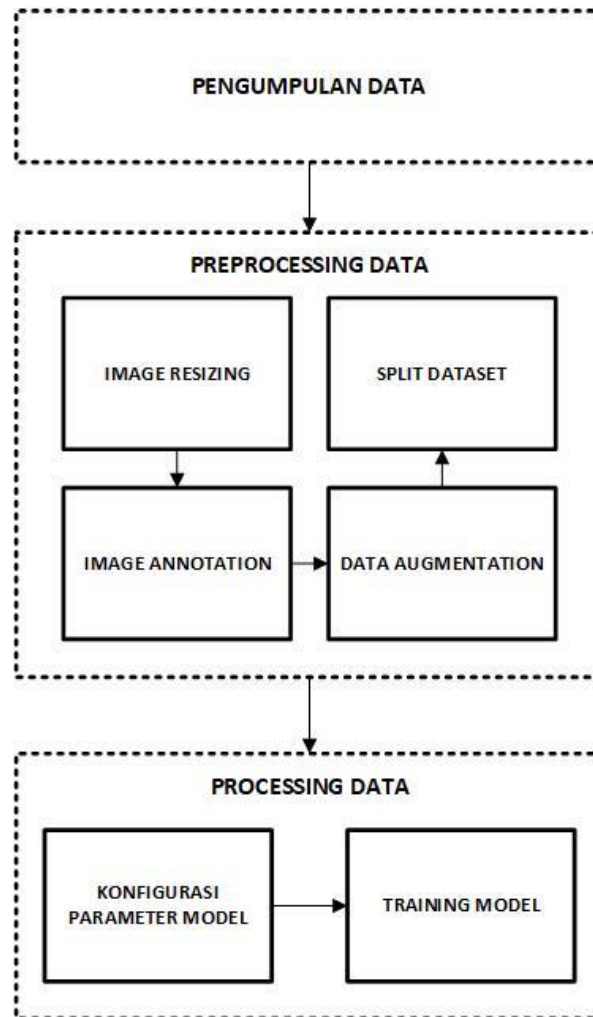 PENGUMPULAN DATA
PREPROCESSING DATA
IMAGE RESIZING
SPLIT DATASET
IMAGE ANNOTATION
DATA AUGMENTATION
PROCESSING DATA
KONFIGURASI
PARAMETER MODEL
TRAINING MODEL